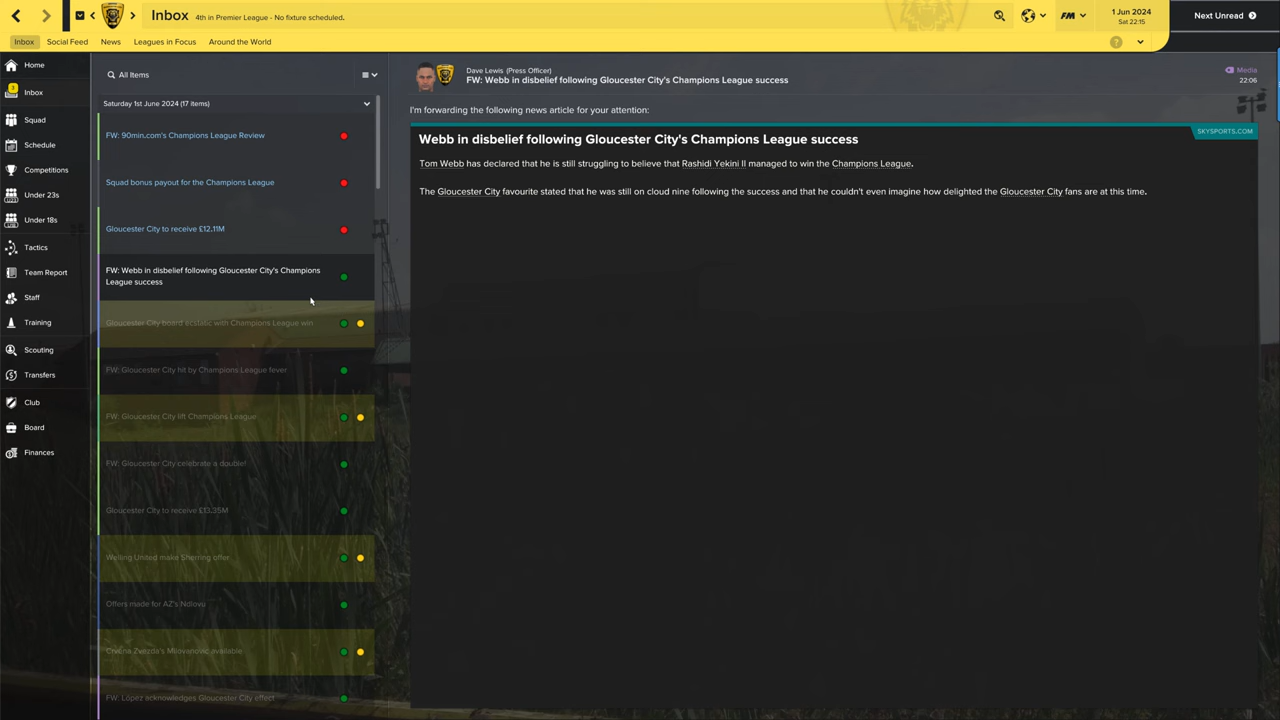 Inbox
4th in Premier League - No fixture scheduled.
FM
1 Jun 2024
Sat 22:15
Next Unread
Inbox
Social Feed
News
Leagues in Focus
Around the World
?
Home
3
Inbox
Squad
Schedule
Competitions
Under 23s
Under 18s
Tactics
Team Report
Staff
Training
Scouting
Transfers
Club
Board
Finances
All Items
Saturday 1st June 2024 (17 items)
FW: 90min.com's Champions League Review
Squad bonus payout for the Champions League
Gloucester City to receive £12.11M
FW: Webb in disbelief following Gloucester City's Champions
League success
Gloucester City board ecstatic with Champions League win
FW: Gloucester City hit by Champions League fever
FW: Gloucester City lift Champions League
FW: Gloucester City celebrate a double!
Gloucester City to receive £13.35M
Welling United make Sherring offer
Offers made for AZ's Ndlovu
Crvena Zvezda's Milovanovic available
FW: López acknowledges Gloucester City effect
Dave Lewis (Press Officer)
FW: Webb in disbelief following Gloucester City's Champions League success
Media
22:06
I'm forwarding the following news article for your attention:
SKYSPORTS.COM
Webb in disbelief following Gloucester City's Champions League success
Tom Webb has declared that he is still struggling to believe that Rashidi Yekini II managed to win the Champions League.
The Gloucester City favourite stated that he was still on cloud nine following the success and that he couldn't even imagine how delighted the Gloucester City fans are at this time.